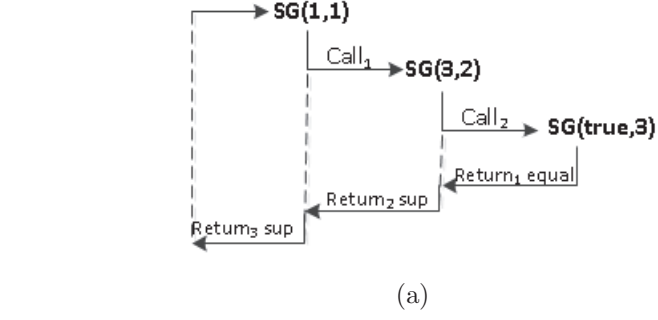 SG(1,1)
Call₁
SG(3,2)
Call₂
SG(true,3)
Return₁ equal
Return₂ sup
Return₃ sup
(a)